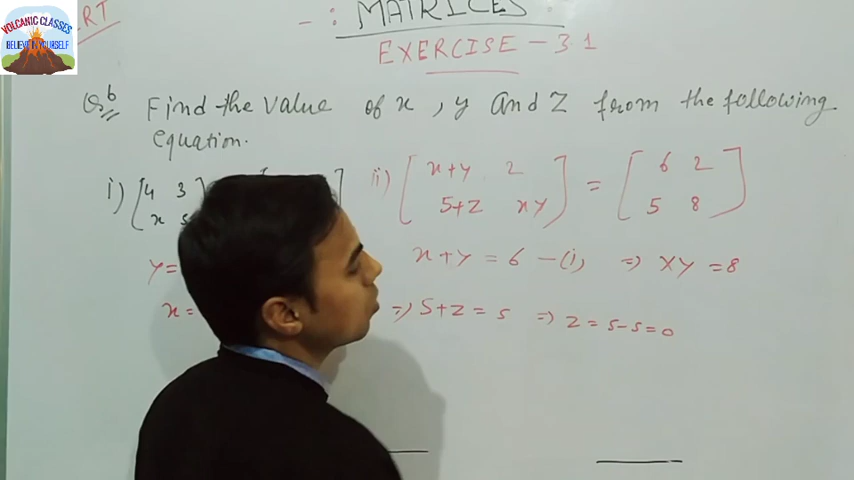 VOLCANIC CLASSES
BELIEVE IN YOURSELF
RT
-: MATRICES :
EXERCISE - 3.1
Q6 Find the value of x, y and Z from the following
equation.
i) [4 3
x
ii) [x+y 2
5+z xy] = [6 2
5 8]
y=
x+y = 6 -(i) => xy = 8
x=
=> 5+z = 5 => z = 5-5=0